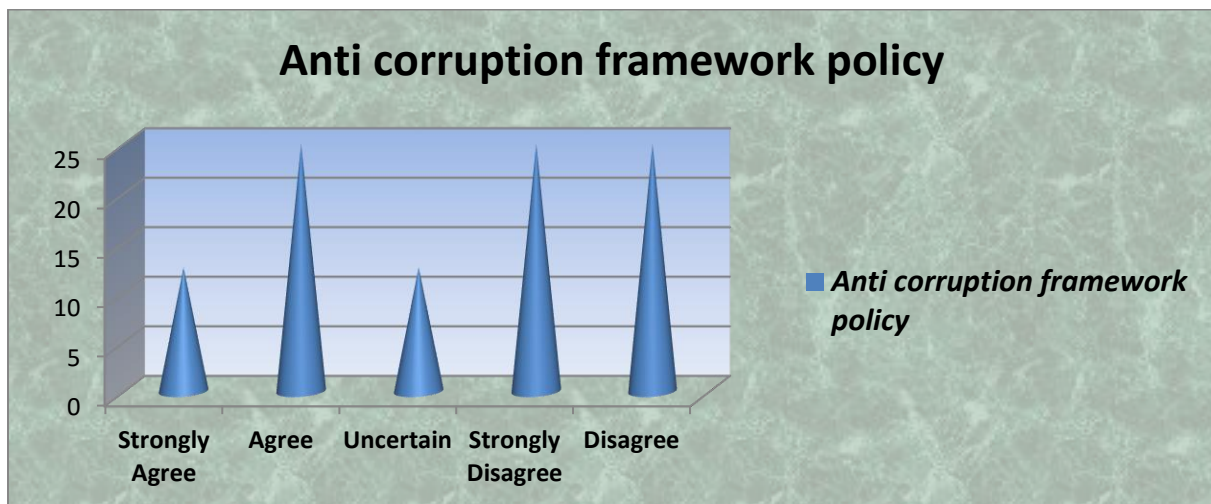 Anti corruption framework policy
25
20
15
10
5
0
Strongly
Agree
Agree
Uncertain
Strongly
Disagree
Disagree
Anti corruption framework
policy